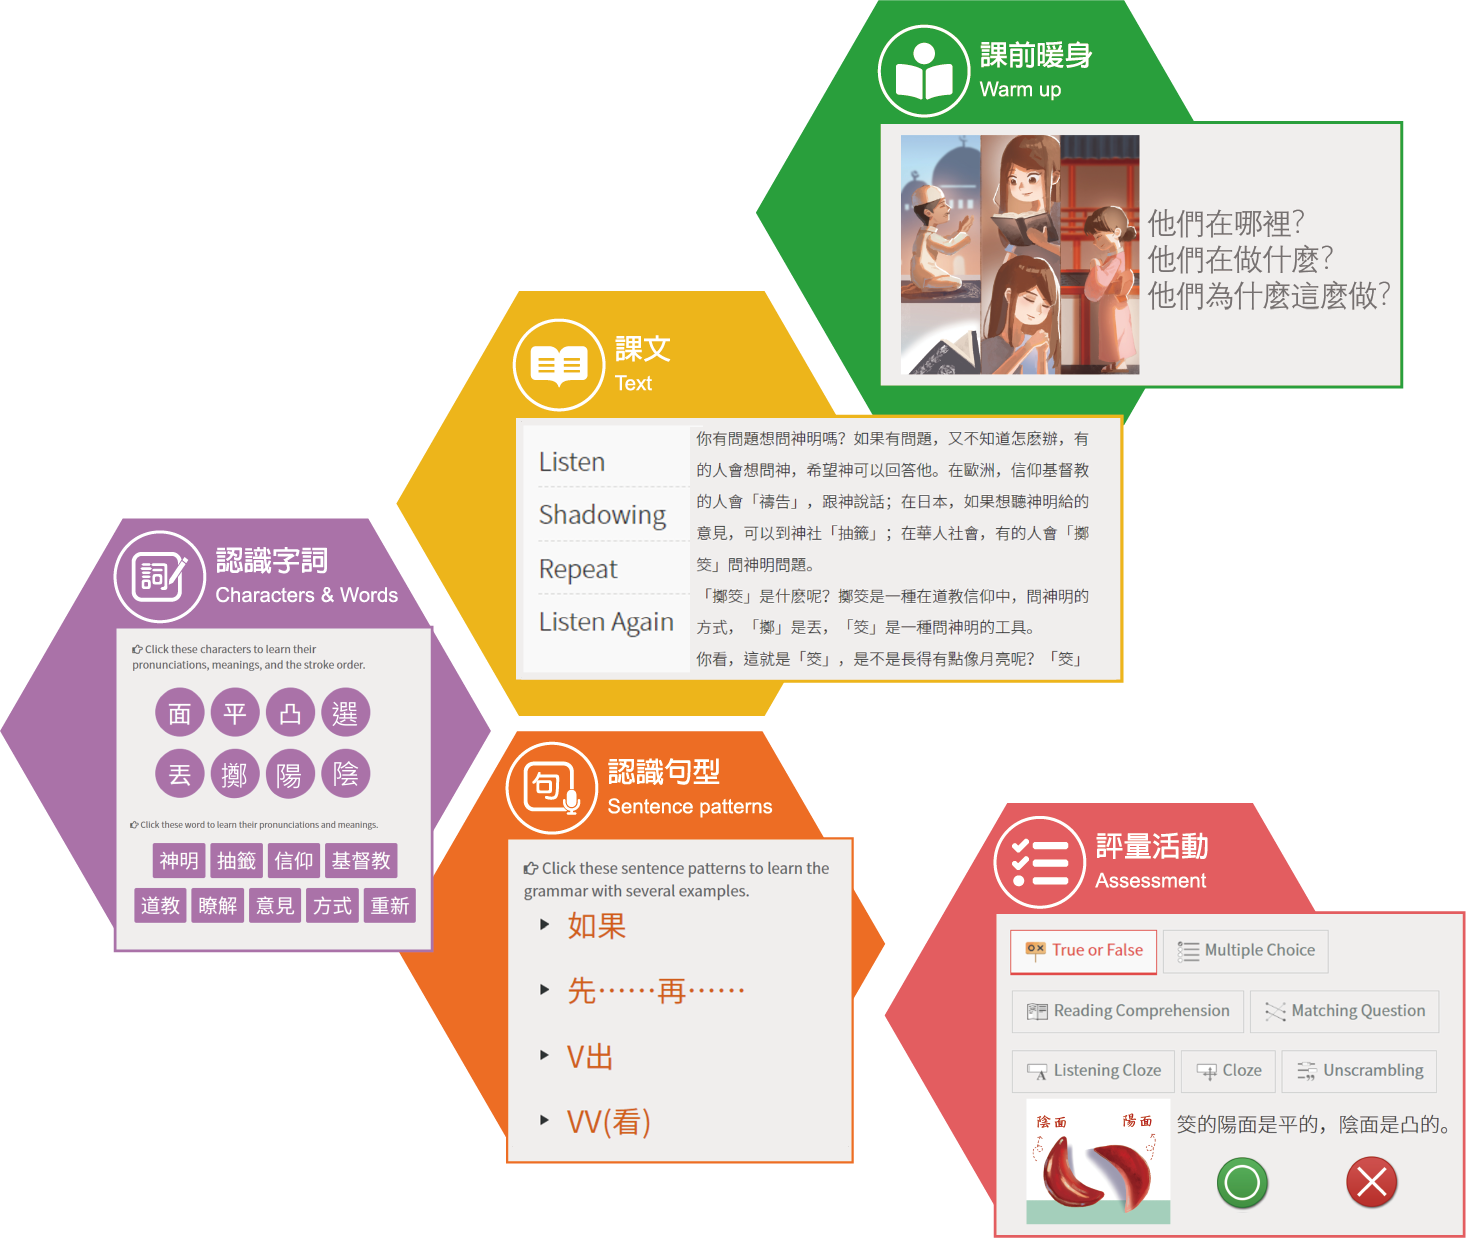 課前暖身
Warm up
他們在哪裡?
他們在做什麼?
他們為什麼這麼做?
課文
Text
Listen
Shadowing
Repeat
Listen Again
你有問題想問神明嗎？如果有問題，又不知道怎麼辦，有
的人會想問神，希望神可以回答他。在歐洲，信仰基督教
的人會「禱告」，跟神說話；在日本，如果想聽神明給的
意見，可以到神社「抽籤」；在華人社會，有的人會「擲
筊」問神明問題。
「擲筊」是什麼呢？擲筊是一種在道教信仰中，問神明的
方式，「擲」是丟，「筊」是一種問神明的工具。
你看，這就是「筊」，是不是長得有點像月亮呢？「筊」
認識字詞
詞
Characters & Words
Click these characters to learn their
pronunciations, meanings, and the stroke order.
面 平 凸 選
丟 擲 陽 陰
Click these word to learn their pronunciations and meanings.
神明 抽籤 信仰 基督教
道教 瞭解 意見 方式 重新
認識句型
句
Sentence patterns
Click these sentence patterns to learn the
grammar with several examples.
如果
先……再……
V出
VV(看)
評量活動
Assessment
True or False
Multiple Choice
Reading Comprehension
Matching Question
Listening Cloze
Cloze
Unscrambling
陰面 陽面
筊的陽面是平的，陰面是凸的。